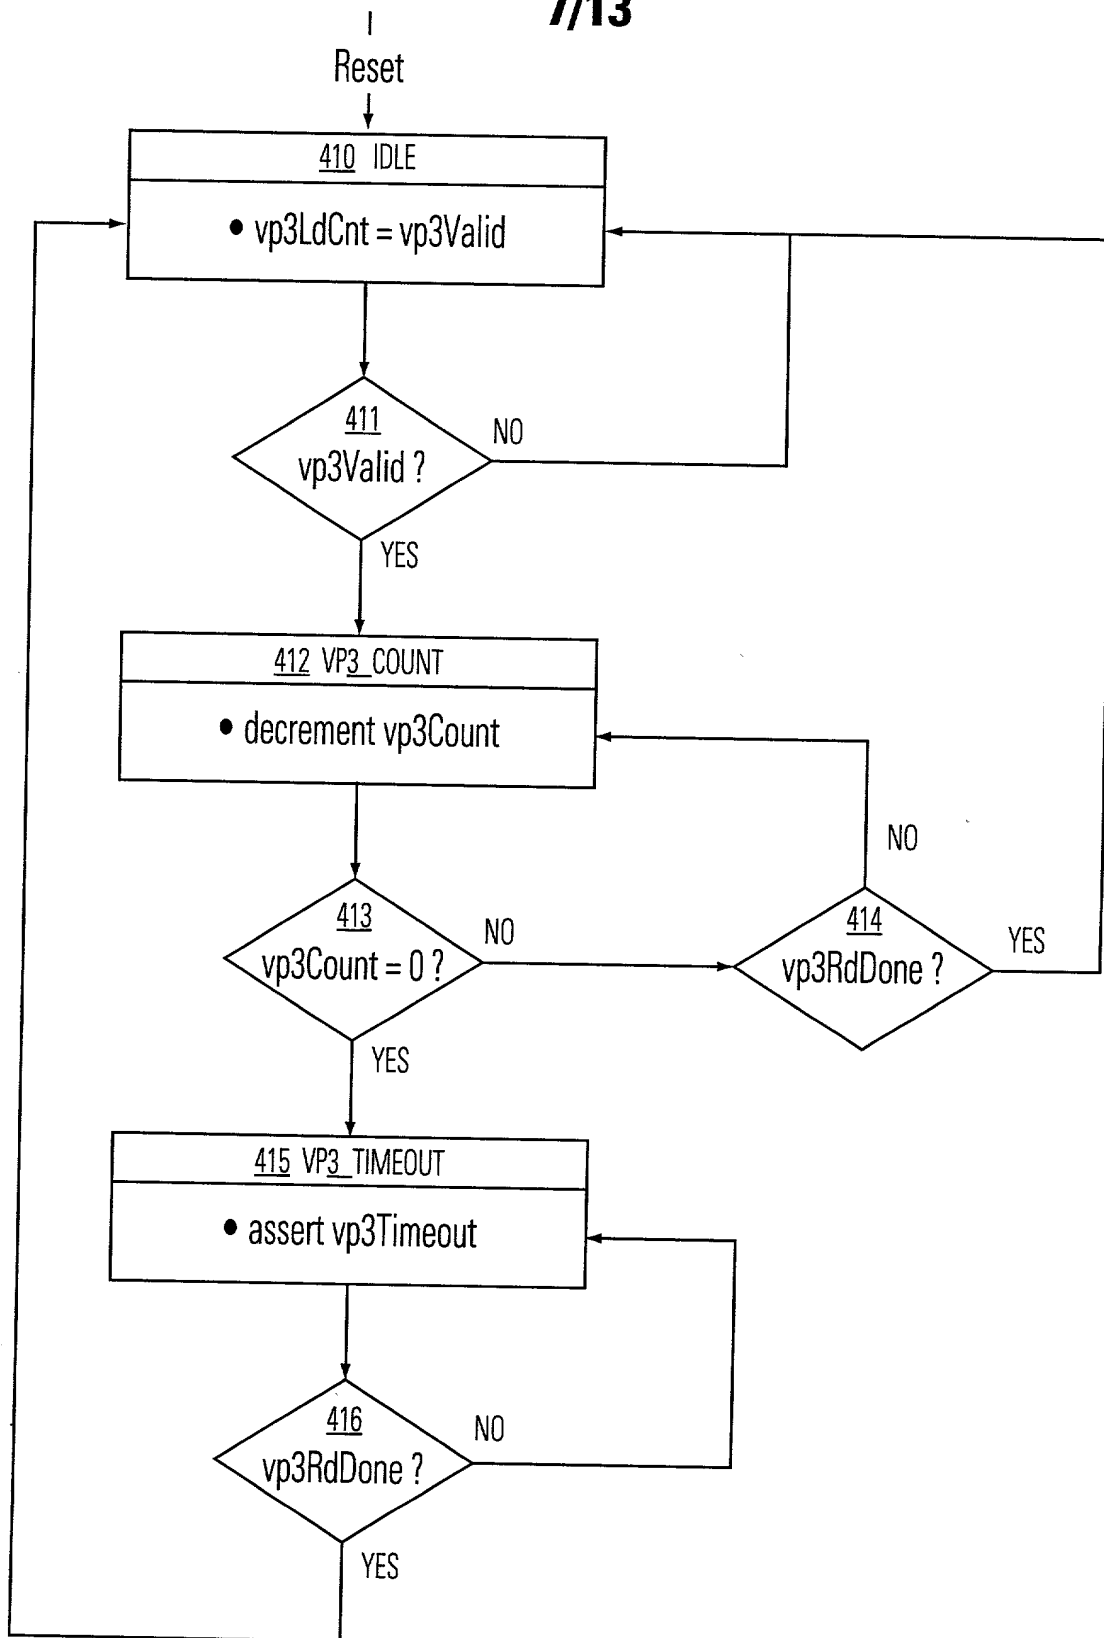 7/13
Reset
410 IDLE
• vp3LdCnt = vp3Valid
411
vp3Valid ?
NO
YES
412 VP3_COUNT
• decrement vp3Count
NO
413
vp3Count = 0 ?
NO
414
vp3RdDone ?
YES
YES
415 VP3_TIMEOUT
• assert vp3Timeout
416
vp3RdDone ?
NO
YES